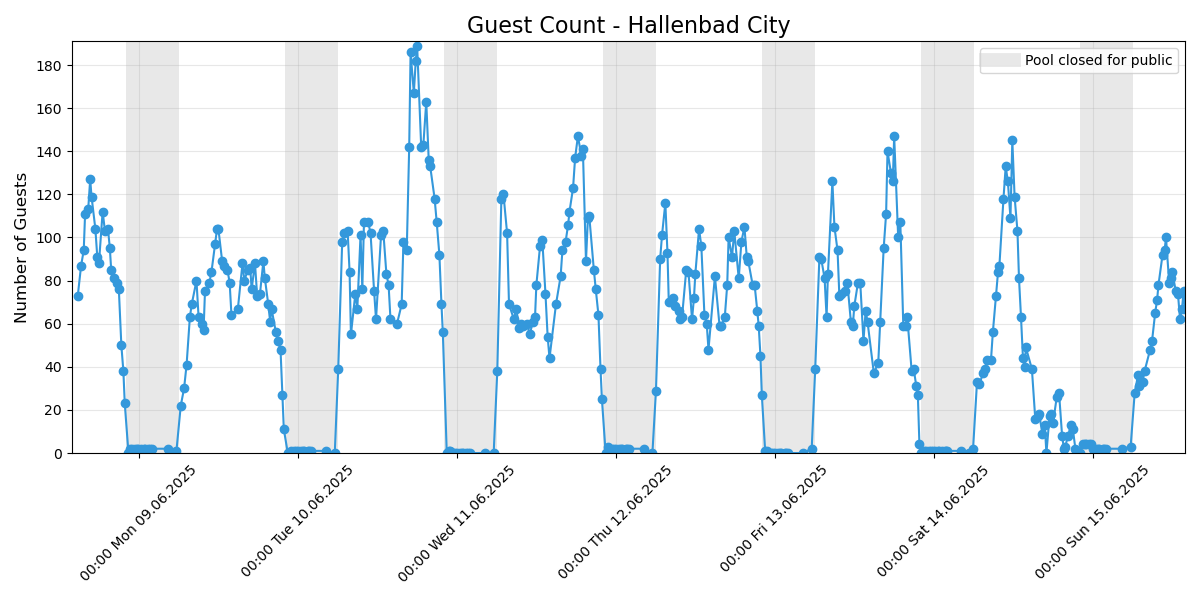 Guest Count - Hallenbad City
Pool closed for public
Number of Guests
180
160
140
120
100
80
60
40
20
0
00:00 Mon 09.06.2025
00:00 Tue 10.06.2025
00:00 Wed 11.06.2025
00:00 Thu 12.06.2025
00:00 Fri 13.06.2025
00:00 Sat 14.06.2025
00:00 Sun 15.06.2025